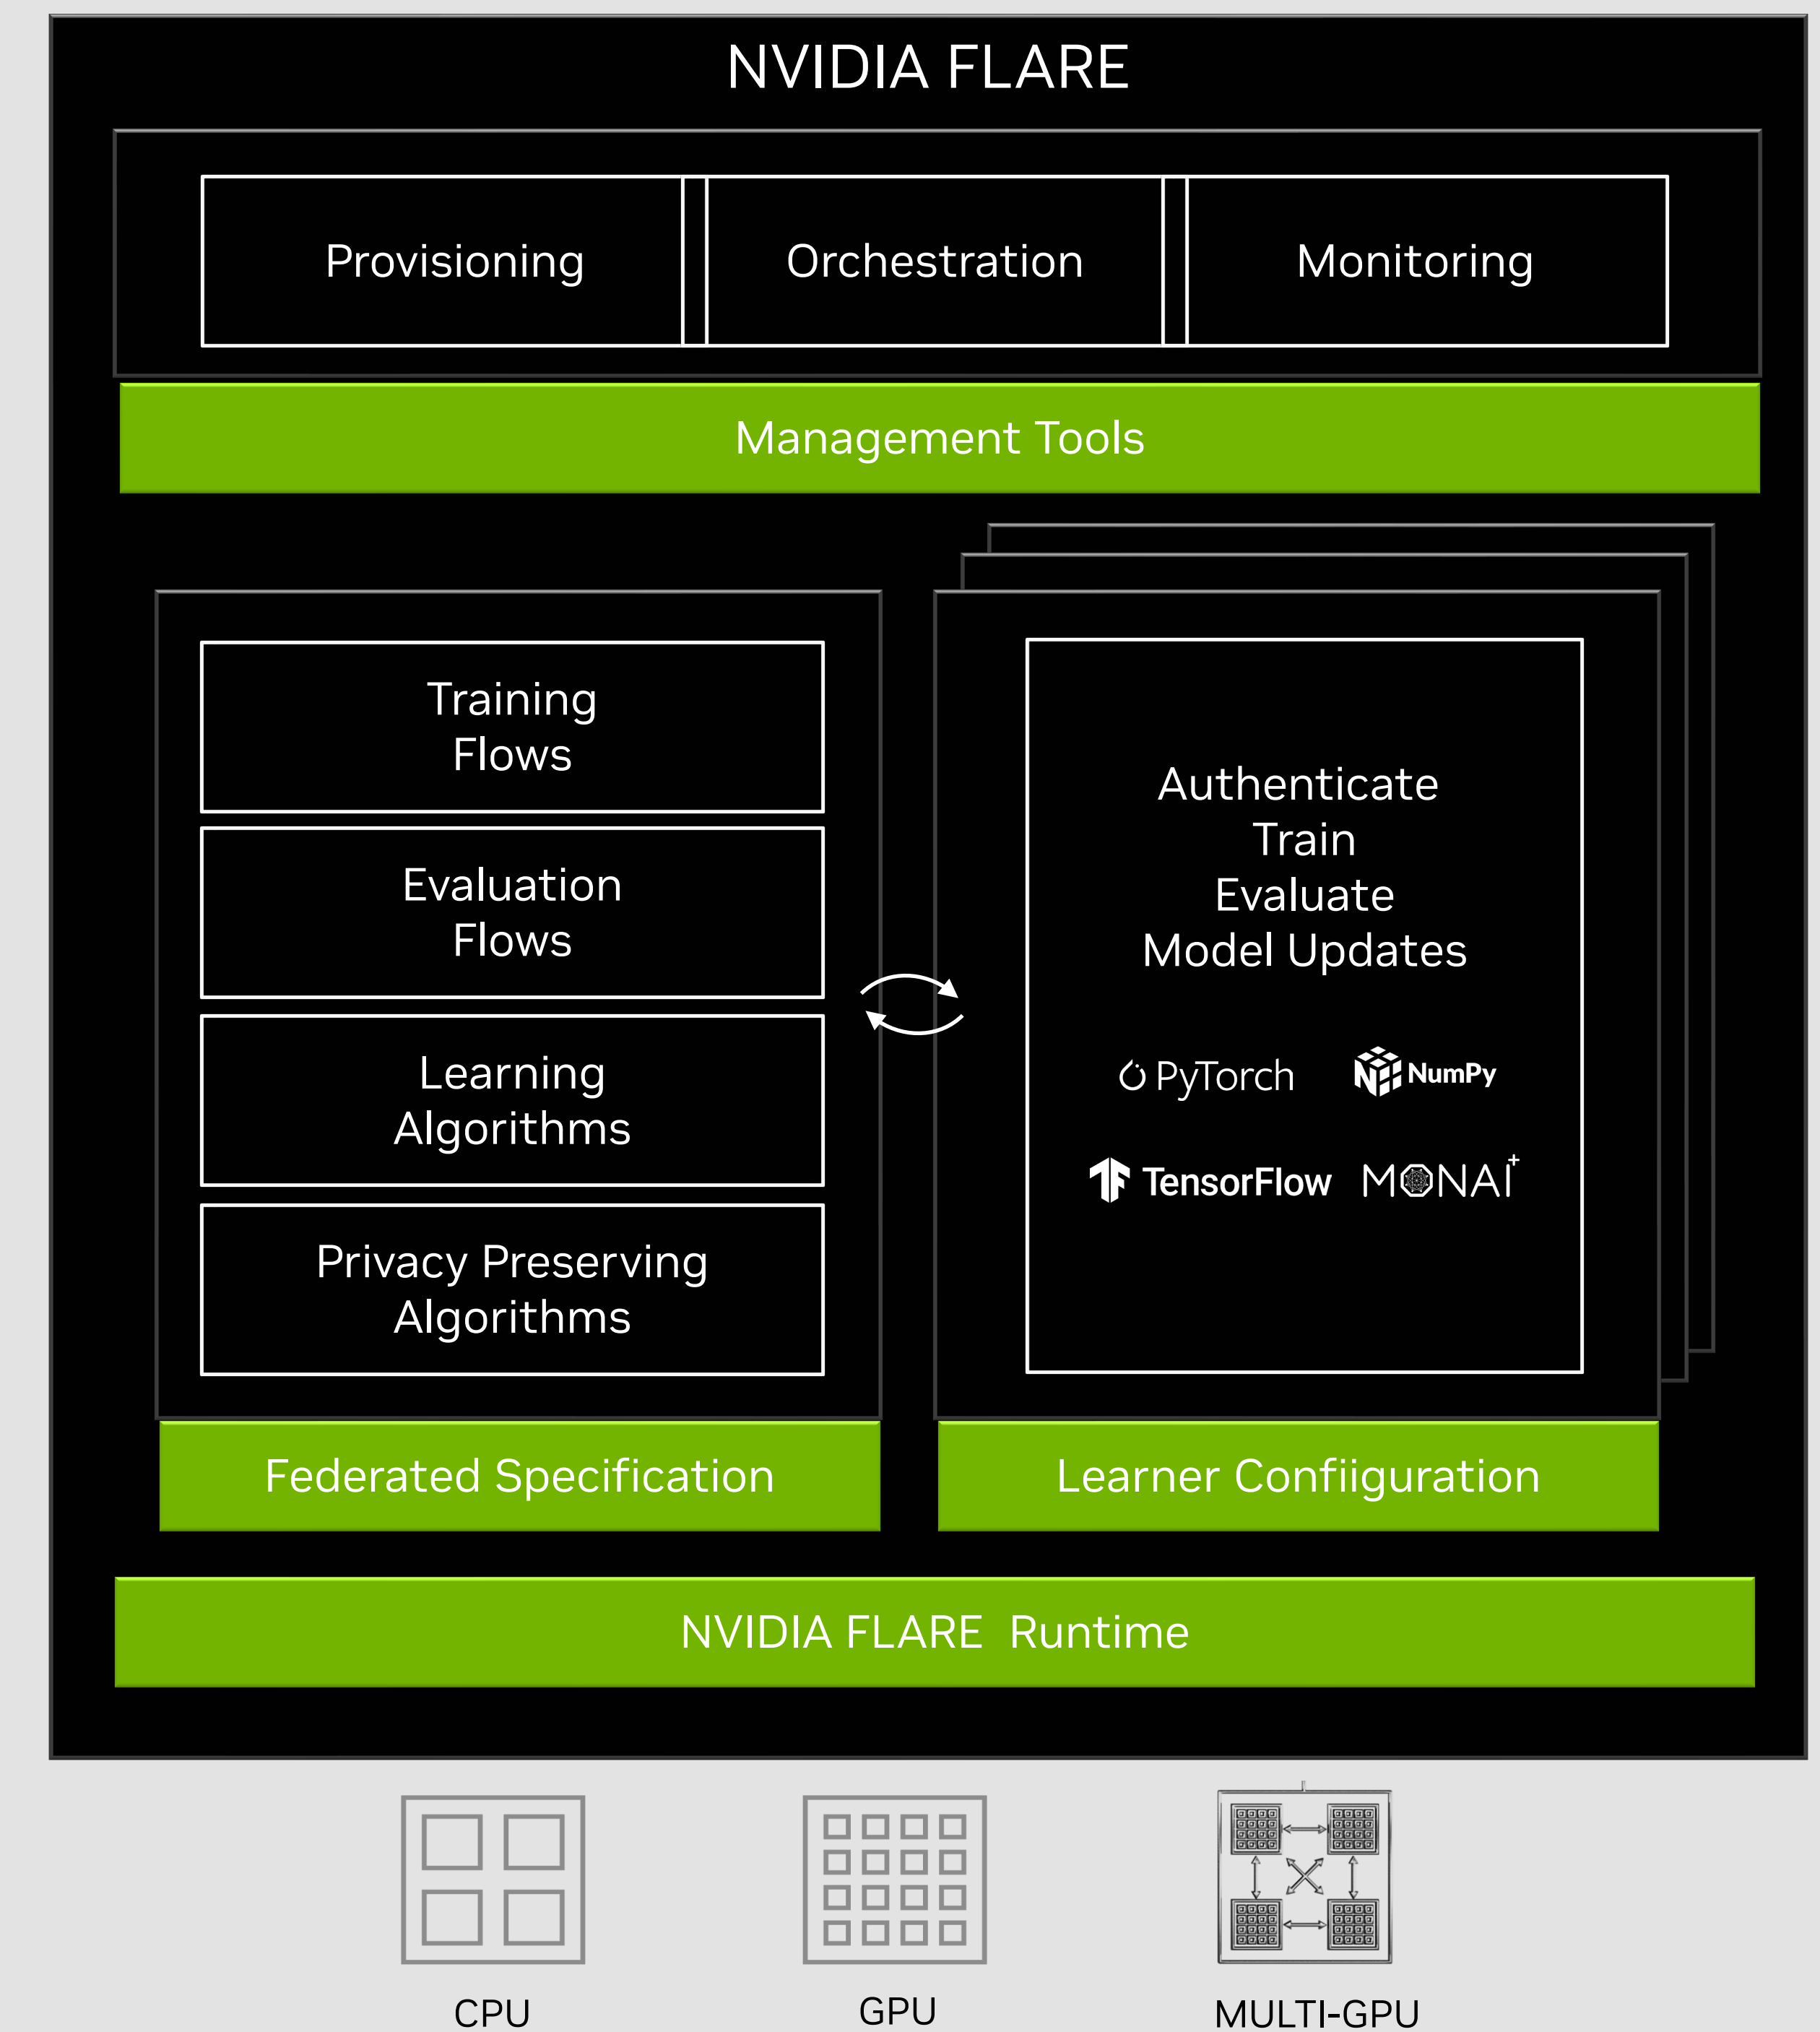 NVIDIA FLARE
Provisioning
Orchestration
Monitoring
Management Tools
Training
Flows
Evaluation
Flows
Learning
Algorithms
Privacy Preserving
Algorithms
Federated Specification
Authenticate
Train
Evaluate
Model Updates
PyTorch
NumPy
TensorFlow
MONAI+
Learner Confiiguration
NVIDIA FLARE Runtime
CPU
GPU
MULTI-GPU